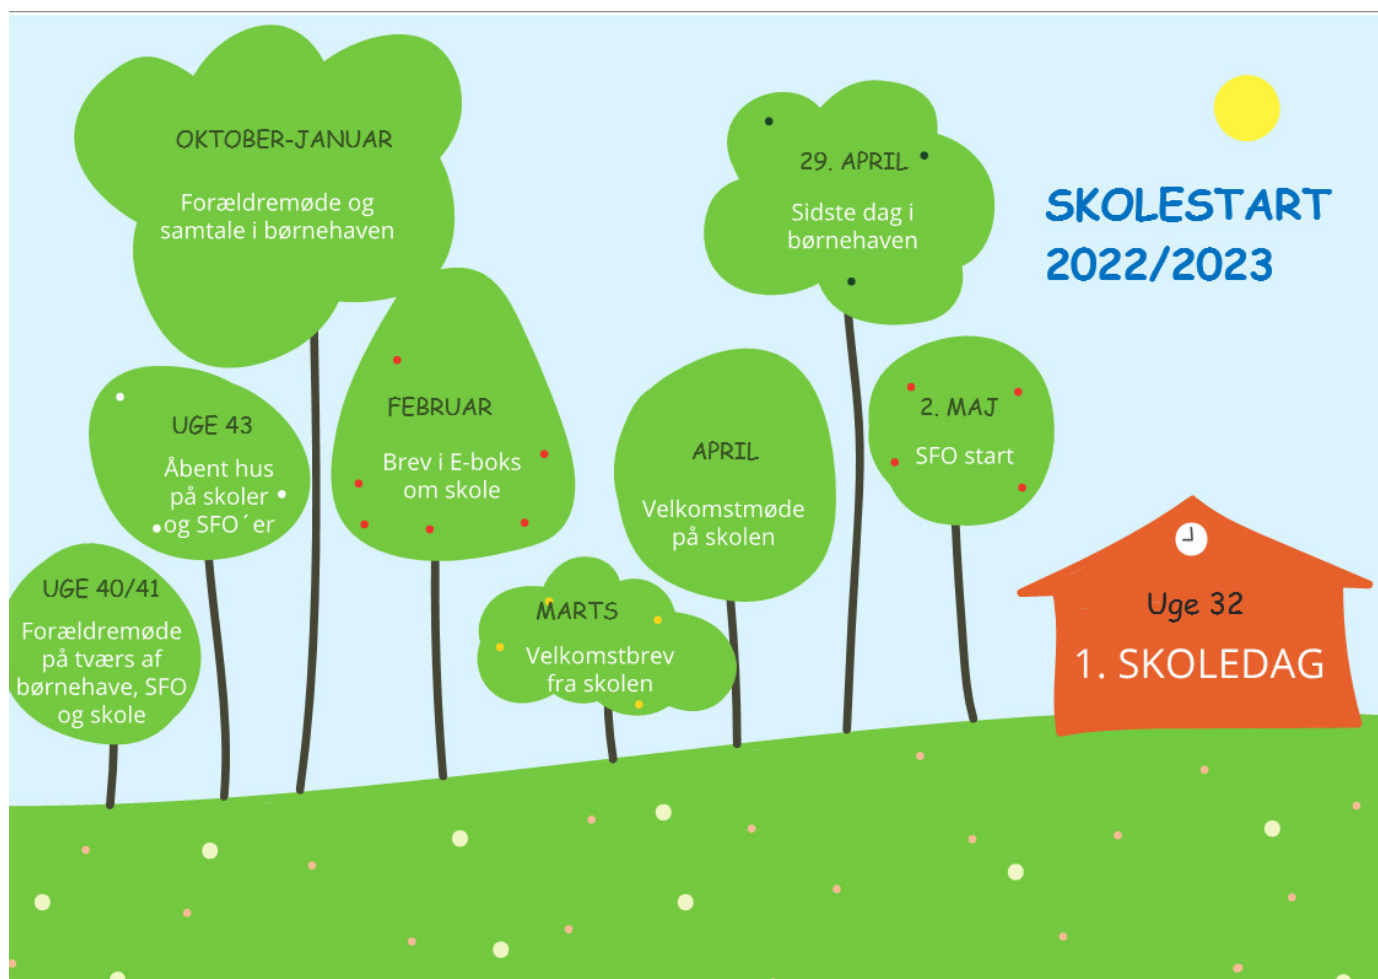 OKTOBER-JANUAR
Forældremøde og
samtale i børnehaven
29. APRIL
Sidste dag i
børnehaven
SKOLESTART
2022/2023
UGE 43
Åbent hus
på skoler
og SFO´er
FEBRUAR
Brev i E-boks
om skole
APRIL
Velkomstmøde
på skolen
2. MAJ
SFO start
UGE 40/41
Forældremøde
på tværs af
børnehave, SFO
og skole
MARTS
Velkomstbrev
fra skolen
Uge 32
1. SKOLEDAG